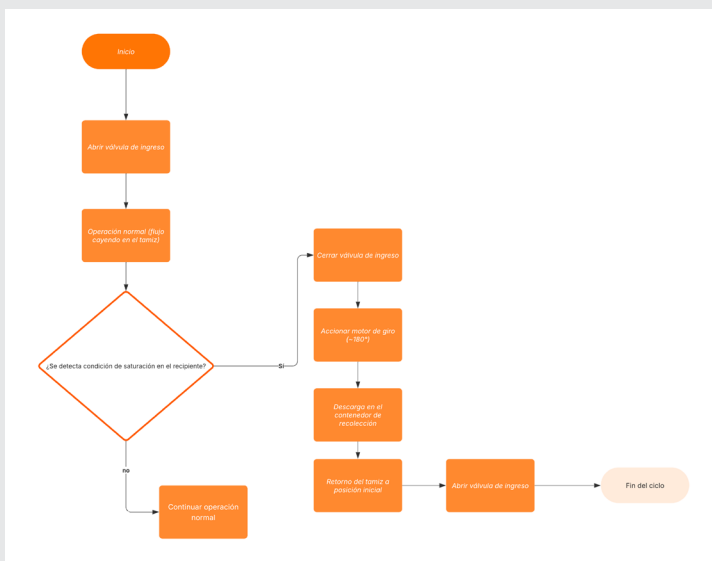 Inicio
Abrir válvula de ingreso
Operación normal (flujo
cayendo en el tamiz)
¿Se detecta condición de saturación en el recipiente?
no
Continuar operación
normal
Si
Cerrar válvula de ingreso
Accionar motor de giro
(~180°)
Descarga en el
contenedor de
recolección
Retorno del tamiz a
posición inicial
Abrir válvula de ingreso
Fin del ciclo